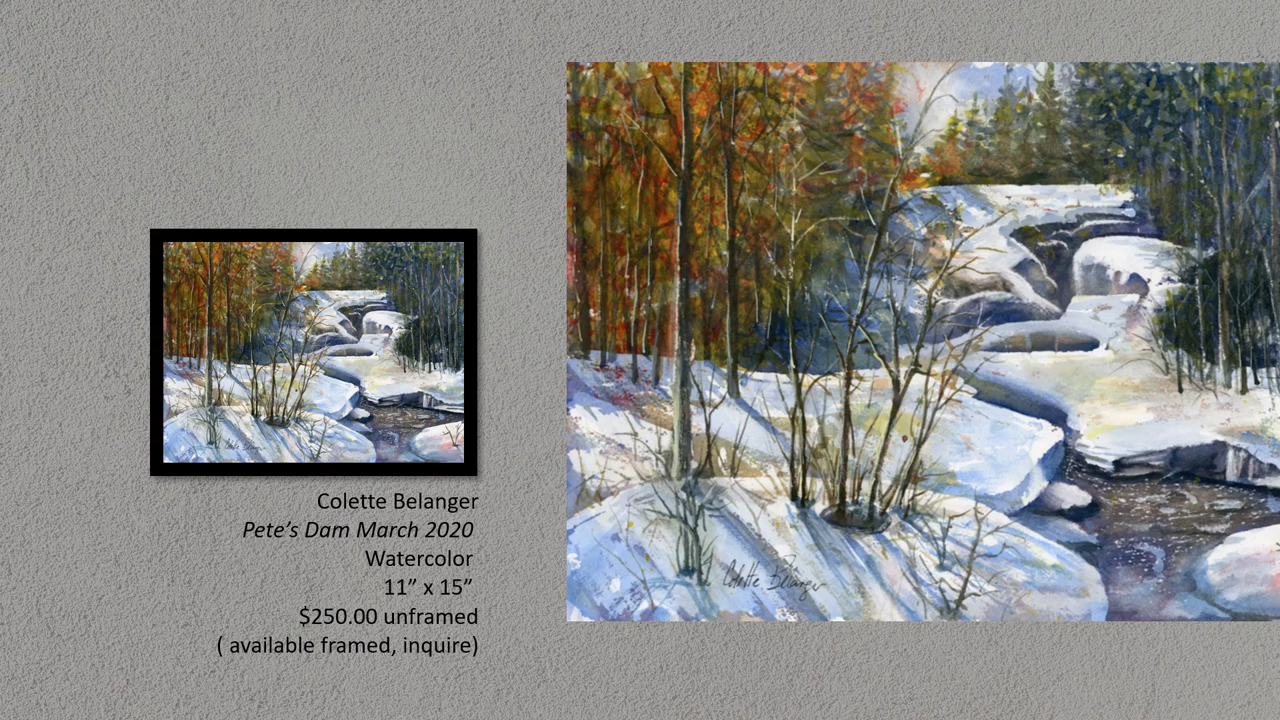 Colette Belanger
Pete’s Dam March 2020
Watercolor
11” x 15”
$250.00 unframed
( available framed, inquire)
Colette Belanger